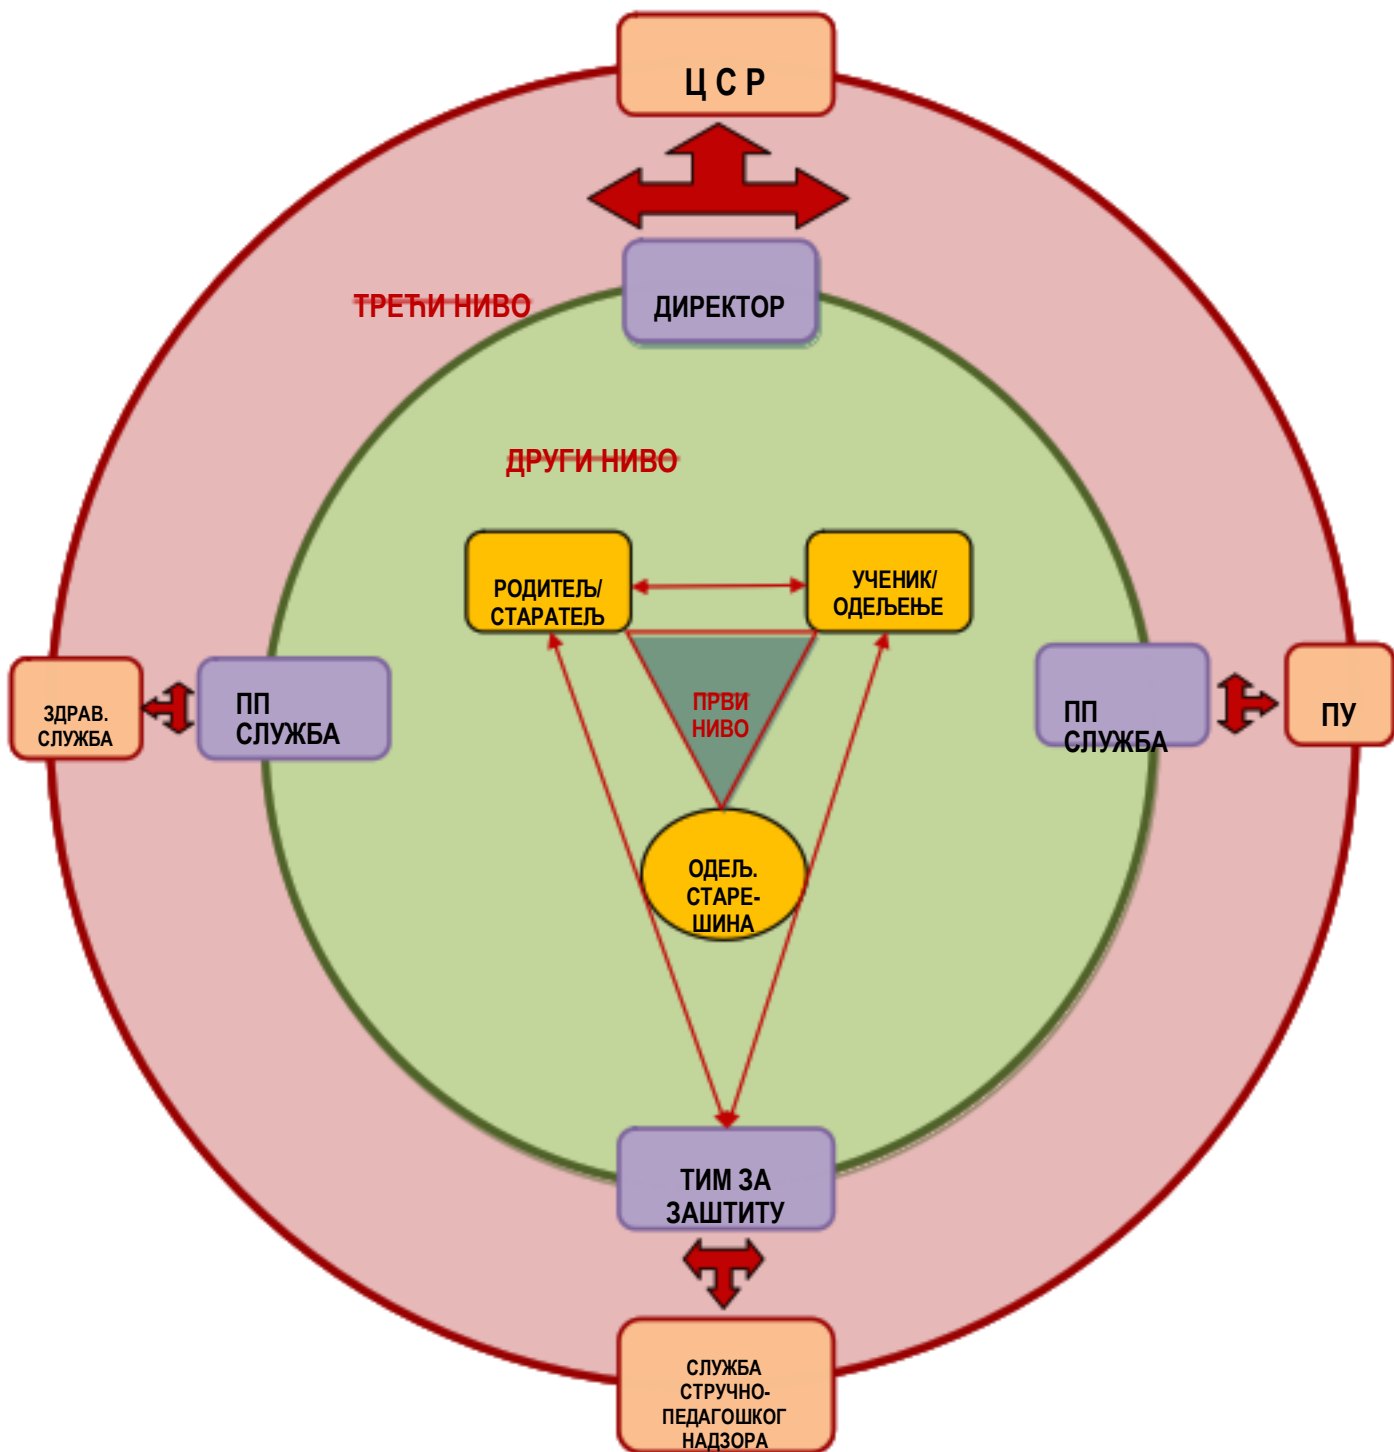 Ц С Р
ТРЕЋИ НИВО
ДИРЕКТОР
ДРУГИ НИВО
РОДИТЕЉ/
СТАРАТЕЉ
УЧЕНИК/
ОДЕЉЕЊЕ
ЗДРАВ.
СЛУЖБА
ПП
СЛУЖБА
ПРВИ
НИВО
ПП
СЛУЖБА
ПУ
ОДЕЉ.
СТАРЕ-
ШИНА
ТИМ ЗА
ЗАШТИТУ
СЛУЖБА
СТРУЧНО-
ПЕДАГОШКОГ
НАДЗОРА